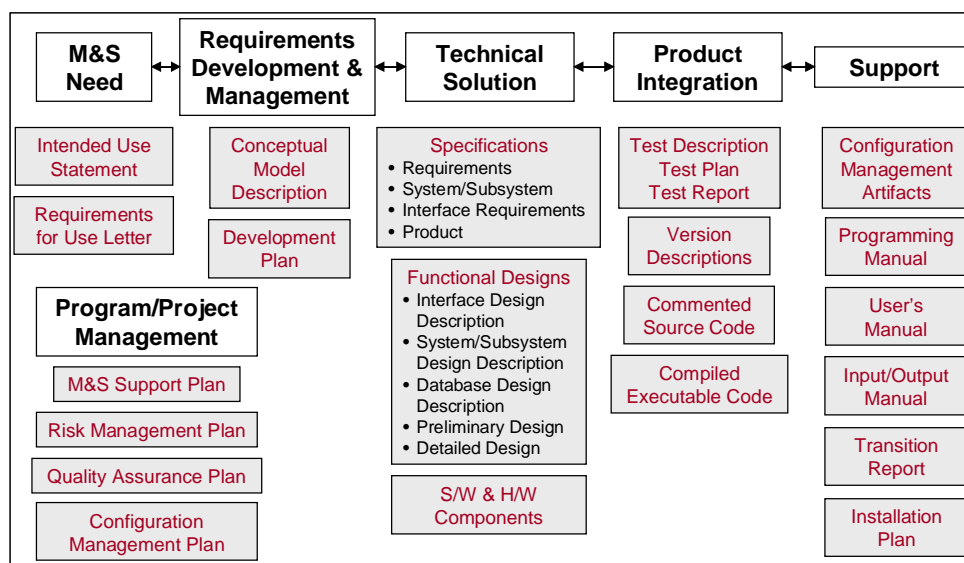 M&S
Need
Requirements
Development &
Management
Technical
Solution
Product
Integration
Support
Intended Use
Statement
Requirements
for Use Letter
Conceptual
Model
Description
Development
Plan
Program/Project
Management
M&S Support Plan
Risk Management Plan
Quality Assurance Plan
Configuration
Management Plan
Specifications
• Requirements
• System/Subsystem
• Interface Requirements
• Product
Functional Designs
• Interface Design
Description
• System/Subsystem
Design Description
• Database Design
Description
• Preliminary Design
• Detailed Design
S/W & H/W
Components
Test Description
Test Plan
Test Report
Version
Descriptions
Commented
Source Code
Compiled
Executable Code
Configuration
Management
Artifacts
Programming
Manual
User's
Manual
Input/Output
Manual
Transition
Report
Installation
Plan